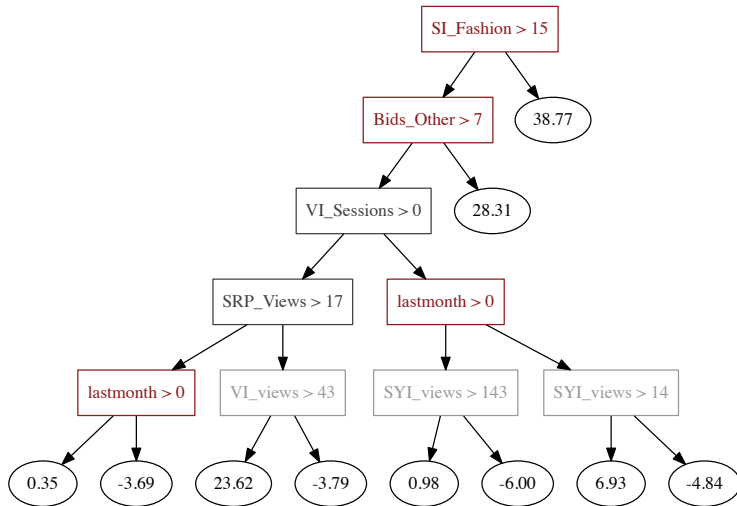 SI_Fashion > 15
Bids_Other > 7
38.77
VI_Sessions > 0
28.31
SRP_Views > 17
lastmonth > 0
lastmonth > 0
VI_views > 43
SYI_views > 143
SYI_views > 14
0.35
-3.69
23.62
-3.79
0.98
-6.00
6.93
-4.84